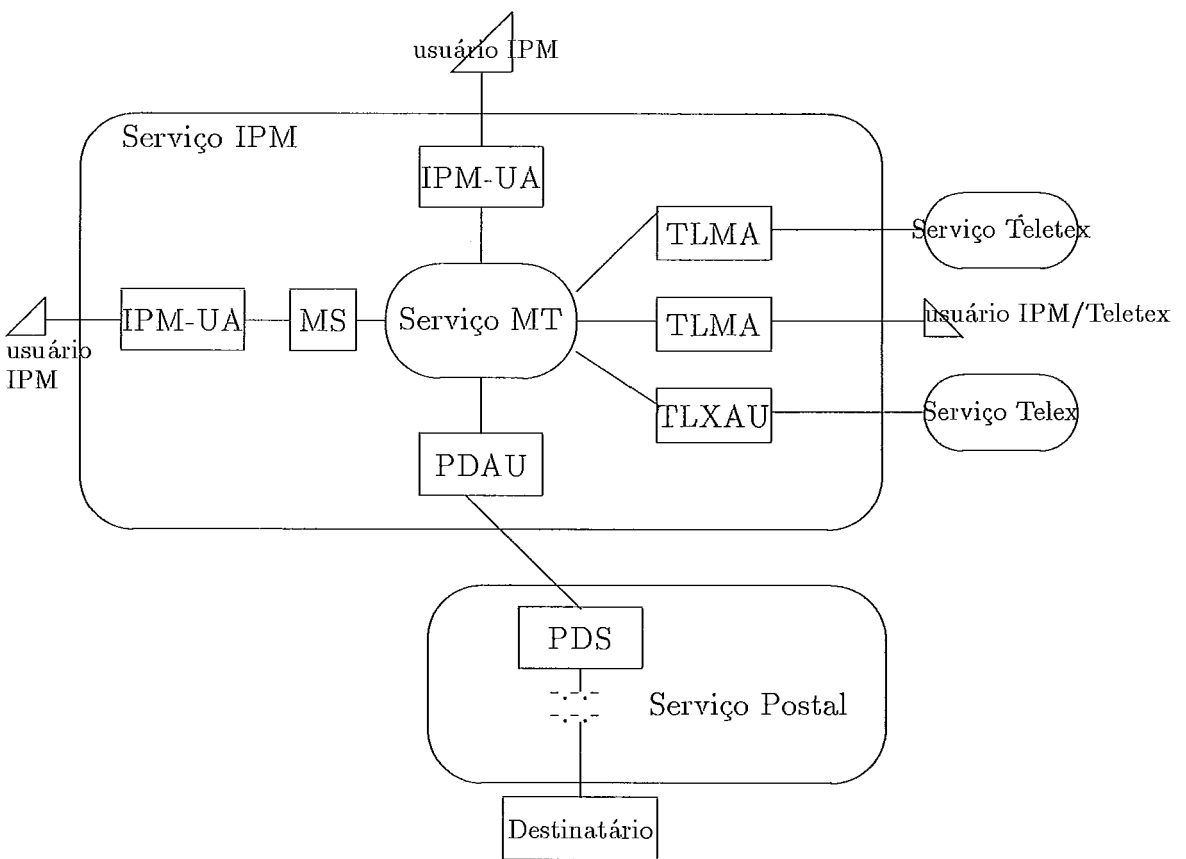 usuário IPM
Serviço IPM
IPM-UA
TLMA
Serviço Teletex
IPM-UA
MS
Serviço MT
TLMA
usuário IPM/Teletex
usuário
IPM
TLXAU
Serviço Telex
PDAU
PDS
Serviço Postal
Destinatário